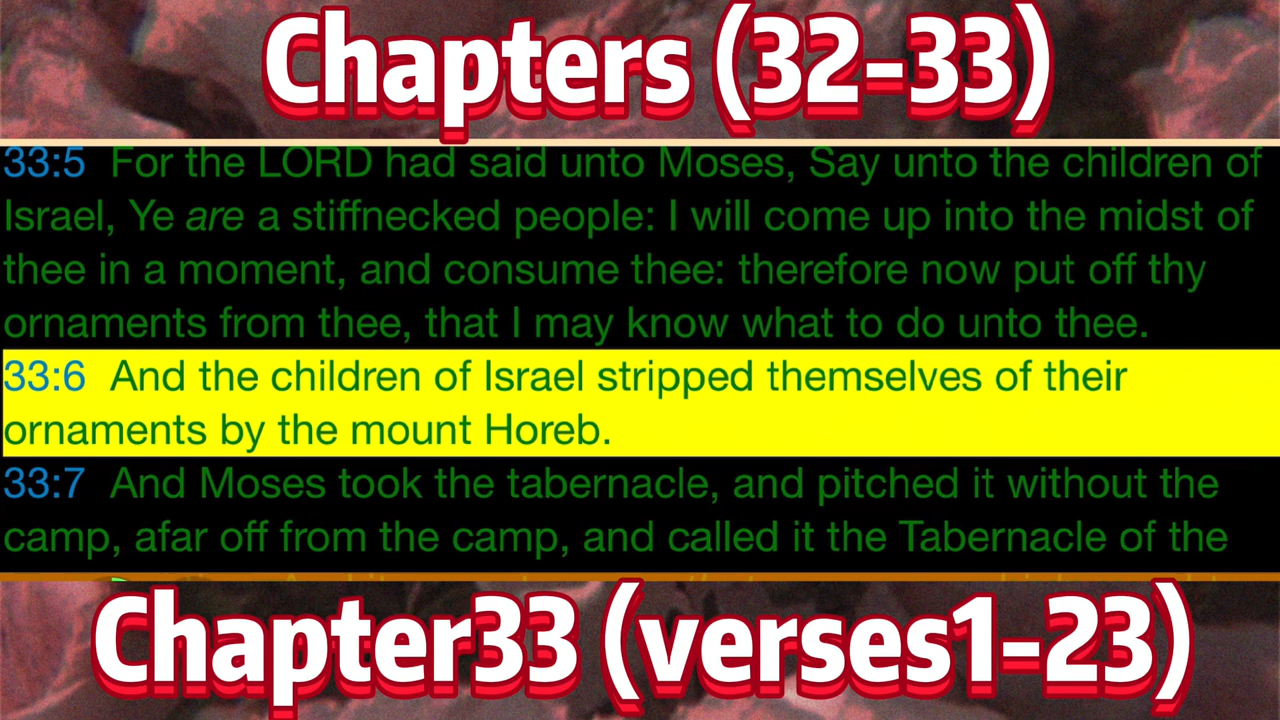 Chapters (32-33)
33:5 For the LORD had said unto Moses, Say unto the children of
Israel, Ye are a stiffnecked people: I will come up into the midst of
thee in a moment, and consume thee: therefore now put off thy
ornaments from thee, that I may know what to do unto thee.
33:6 And the children of Israel stripped themselves of their
ornaments by the mount Horeb.
33:7 And Moses took the tabernacle, and pitched it without the
camp, afar off from the camp, and called it the Tabernacle of the
Chapter33 (verses1-23)